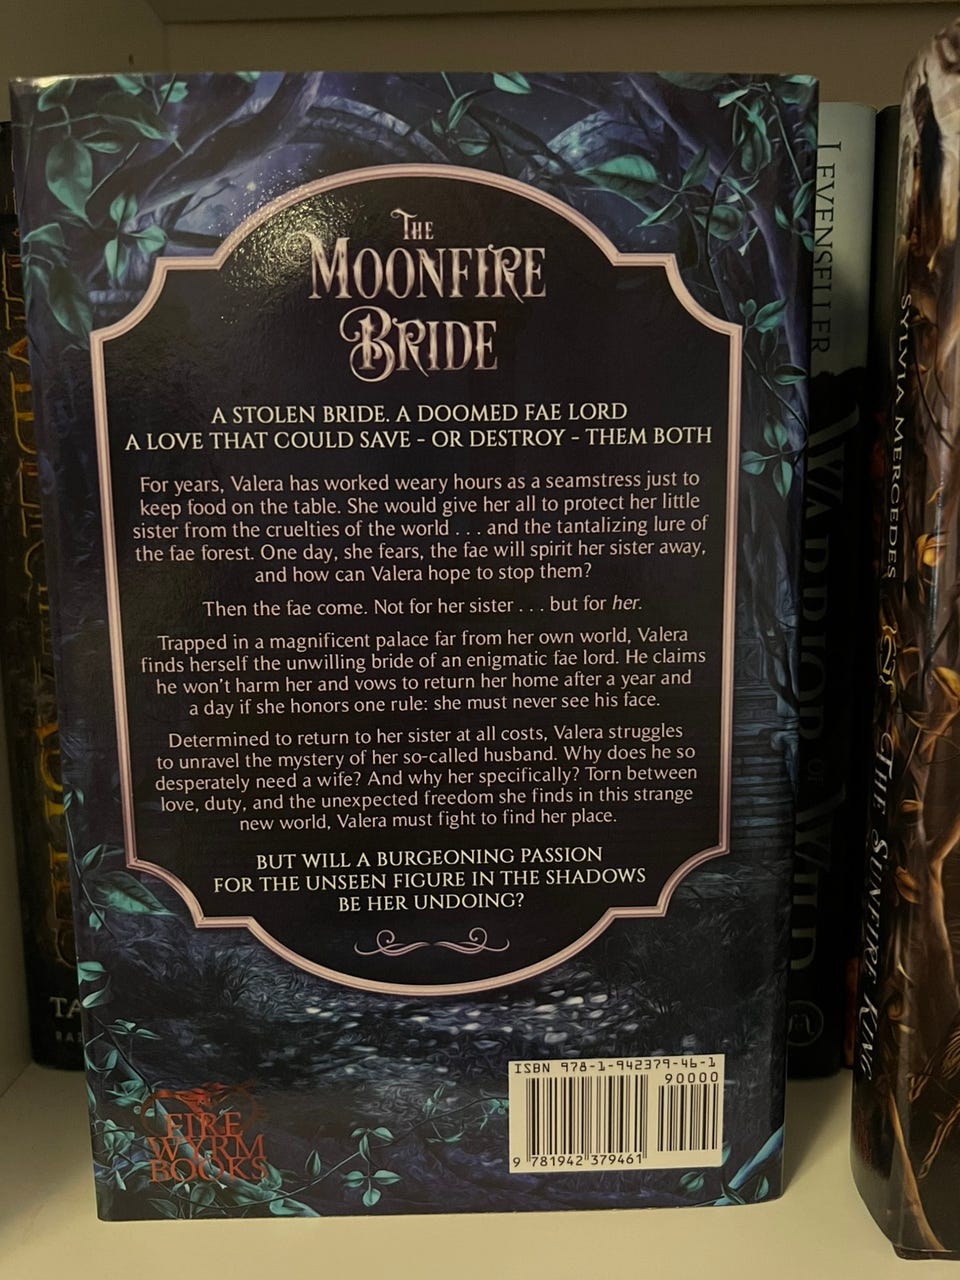 THE
MOONFIRE
BRIDE
A STOLEN BRIDE. A DOOMED FAE LORD
A LOVE THAT COULD SAVE - OR DESTROY - THEM BOTH
For years, Valera has worked weary hours as a seamstress just to
keep food on the table. She would give her all to protect her little
sister from the cruelties of the world . . . and the tantalizing lure of
the fae forest. One day, she fears, the fae will spirit her sister away,
and how can Valera hope to stop them?
Then the fae come. Not for her sister . . . but for her.
Trapped in a magnificent palace far from her own world, Valera
finds herself the unwilling bride of an enigmatic fae lord. He claims
he won't harm her and vows to return her home after a year and
a day if she honors one rule: she must never see his face.
Determined to return to her sister at all costs, Valera struggles
to unravel the mystery of her so-called husband. Why does he so
desperately need a wife? And why her specifically? Torn between
love, duty, and the unexpected freedom she finds in this strange
new world, Valera must fight to find her place.
BUT WILL A BURGEONING PASSION
FOR THE UNSEEN FIGURE IN THE SHADOWS
BE HER UNDOING?
FIRE
WYRM
BOOKS
ISBN 978-1-942379-46-1
90000
9 781942 379461
LEVENSELLER
WARRIOR OF WILD
SYLVIA MERCEDES
THE SUNFIRE KING
TA